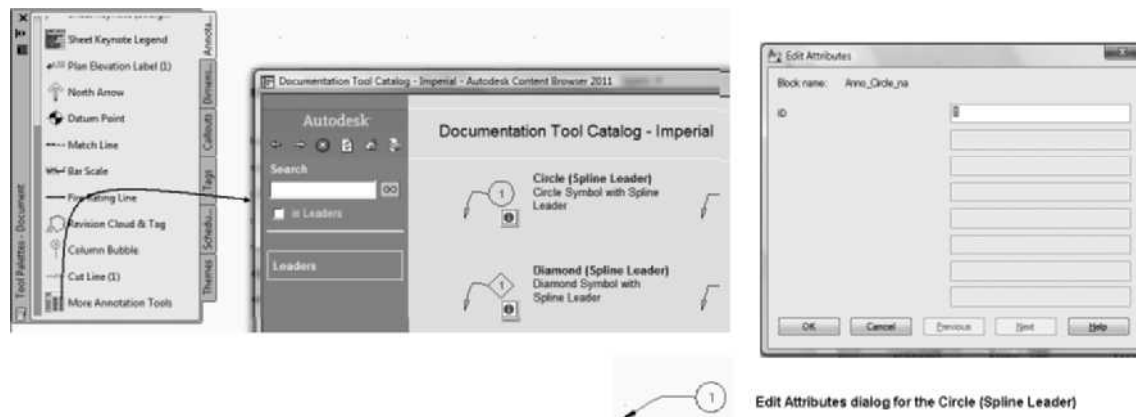 Sheet Keynote Legend
Plan Elevation Label (1)
North Arrow
Datum Point
Match Line
Bar Scale
Fire Rating Line
Revision Cloud & Tag
Column Bubble
Cut Line (1)
More Annotation Tools
Tool Palettes - Document
Annota...
Dimens...
Callouts
Tags
Schedu...
Themes
Documentation Tool Catalog - Imperial - Autodesk Content Browser 2011
Autodesk
Search
GO
in Leaders
Leaders
Documentation Tool Catalog - Imperial
1
Circle (Spline Leader)
Circle Symbol with Spline
Leader
1
Diamond (Spline Leader)
Diamond Symbol with
Spline Leader
Edit Attributes
Block name: Anno_Circle_na
ID
OK Cancel Previous Next Help
1
Edit Attributes dialog for the Circle (Spline Leader)